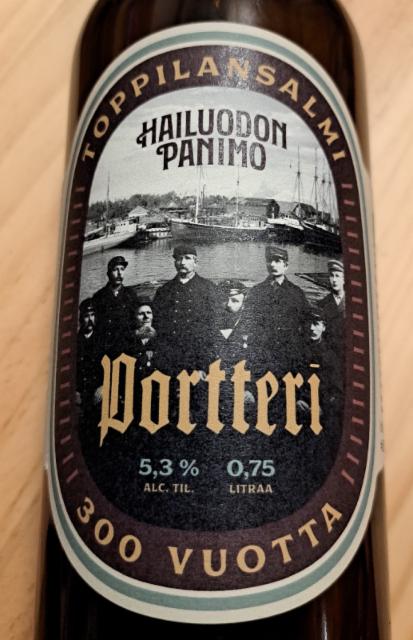 TOPPILANSALMI
HAILUODON
PANIMO
Portteri
5,3 % 0,75
ALC. TIL. LITRAA
300 VUOTTA